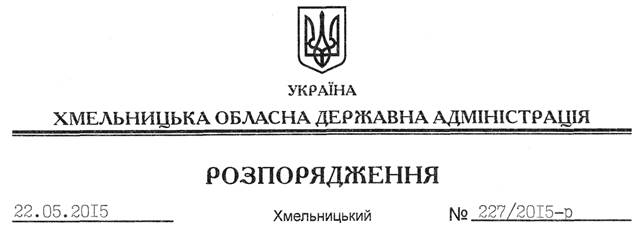 УКРАЇНА
ХМЕЛЬНИЦЬКА ОБЛАСНА ДЕРЖАВНА АДМІНІСТРАЦІЯ
РОЗПОРЯДЖЕННЯ
22.05.2015 Хмельницький № 227/2015-р